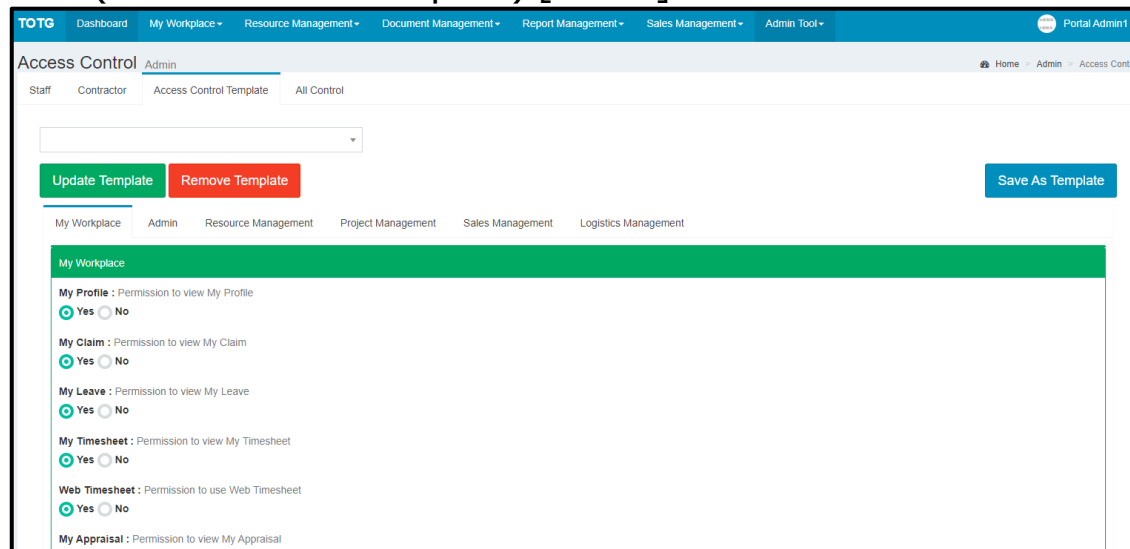 TOTG Dashboard My Workplace Resource Management Document Management Report Management Sales Management Admin Tool Portal Admin1
Access Control Admin Home > Admin > Access Cont
Staff Contractor Access Control Template All Control
Update Template Remove Template Save As Template
My Workplace Admin Resource Management Project Management Sales Management Logistics Management
My Workplace
My Profile : Permission to view My Profile
Yes No
My Claim : Permission to view My Claim
Yes No
My Leave : Permission to view My Leave
Yes No
My Timesheet : Permission to view My Timesheet
Yes No
Web Timesheet : Permission to use Web Timesheet
Yes No
My Appraisal : Permission to view My Appraisal